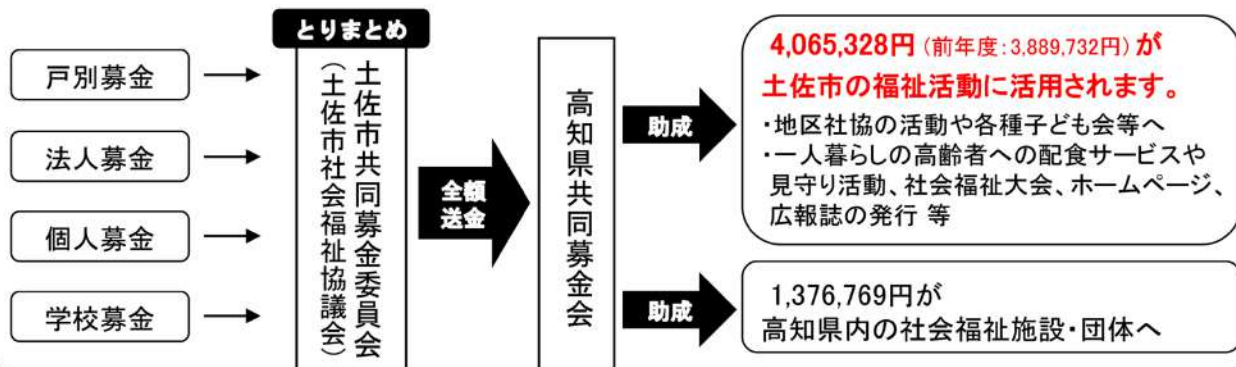 戸別募金
法人募金
個人募金
学校募金
とりまとめ
土佐市共同募金委員会
（土佐市社会福祉協議会）
全額
送金
高知県共同募金会
助成
4,065,328円（前年度：3,889,732円）が
土佐市の福祉活動に活用されます。
・地区社協の活動や各種子ども会等へ
・一人暮らしの高齢者への配食サービスや
見守り活動、社会福祉大会、ホームページ、
広報誌の発行 等
助成
1,376,769円が
高知県内の社会福祉施設・団体へ